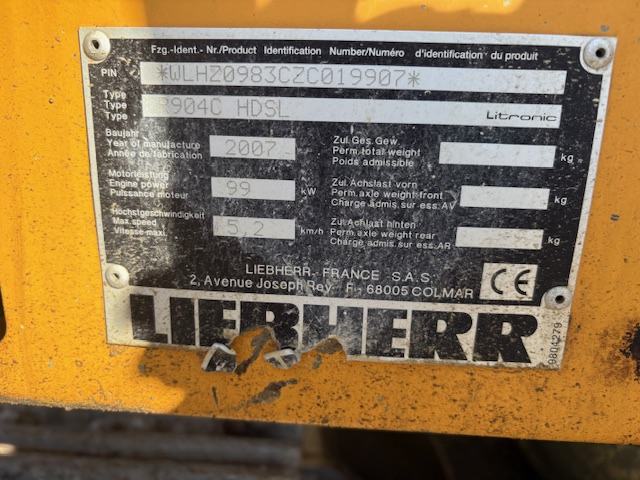 Fzg.-Ident.- Nr./Product Identification Number/Numéro d'identification du produit
PIN *WLHZ0983CZC019907*
Type
Type R904C HDSL Litronic
Type
Baujahr
Year of manufacture 2007
Année de fabrication
Zul.Ges.Gew.
Perm.total weight kg
Poids admissible
Motorleistung
Engine power 99 kW
Puissance moteur
Zul. Achslast vorn
Perm.axle weight front kg
Charge admis.sur ess.AV
Höchstgeschwindigkeit
Max.speed 5,2 km/h
Vitesse maxi.
Zul.Achslast hinten
Perm.axle weight rear kg
Charge admis.sur ess.AR
LIEBHERR-FRANCE S.A.S.
2, Avenue Joseph Rey F-68005 COLMAR
CE
LIEBHERR
9804279